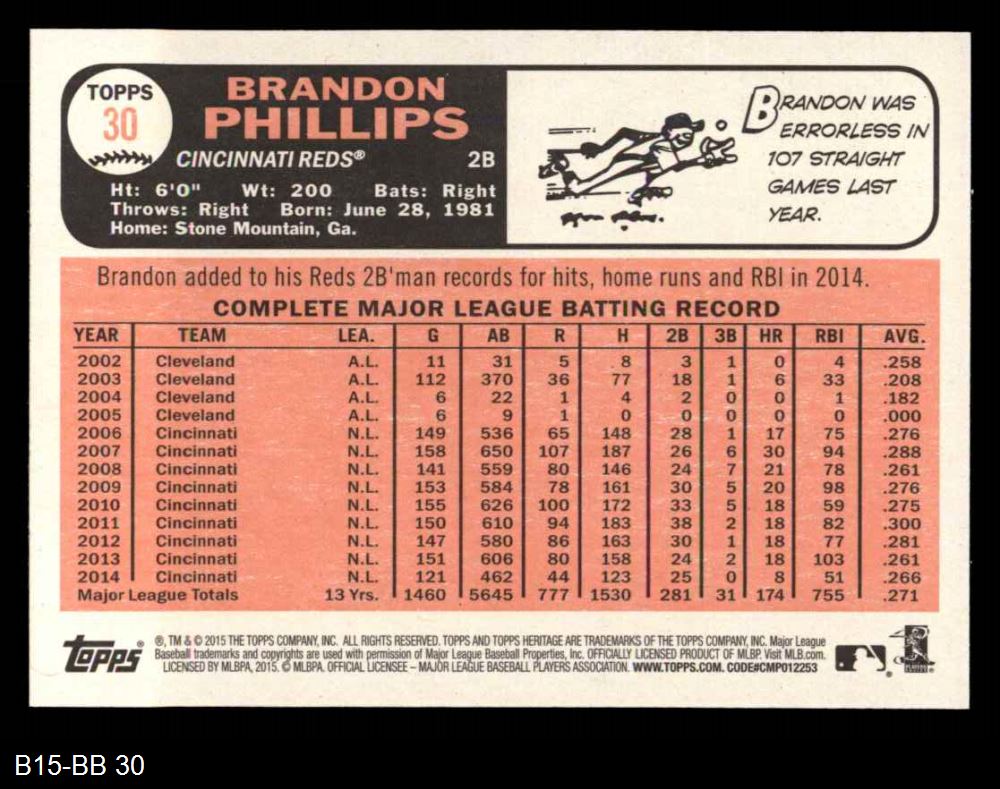 TOPPS
30
BRANDON
PHILLIPS
CINCINNATI REDS® 2B
Ht: 6'0" Wt: 200 Bats: Right
Throws: Right Born: June 28, 1981
Home: Stone Mountain, Ga.
BRANDON WAS
ERRORLESS IN
107 STRAIGHT
GAMES LAST
YEAR.
Brandon added to his Reds 2B'man records for hits, home runs and RBI in 2014.
COMPLETE MAJOR LEAGUE BATTING RECORD
YEAR TEAM LEA. G AB R H 2B 3B HR RBI AVG.
2002 Cleveland A.L. 11 31 5 8 3 1 0 4 .258
2003 Cleveland A.L. 112 370 36 77 18 1 6 33 .208
2004 Cleveland A.L. 6 22 1 4 2 0 0 1 .182
2005 Cleveland A.L. 6 9 1 0 0 0 0 0 .000
2006 Cincinnati N.L. 149 536 65 148 28 1 17 75 .276
2007 Cincinnati N.L. 158 650 107 187 26 6 30 94 .288
2008 Cincinnati N.L. 141 559 80 146 24 7 21 78 .261
2009 Cincinnati N.L. 153 584 78 161 30 5 20 98 .276
2010 Cincinnati N.L. 155 626 100 172 33 5 18 59 .275
2011 Cincinnati N.L. 150 610 94 183 38 2 18 82 .300
2012 Cincinnati N.L. 147 580 86 163 30 1 18 77 .281
2013 Cincinnati N.L. 151 606 80 158 24 2 18 103 .261
2014 Cincinnati N.L. 121 462 44 123 25 0 8 51 .266
Major League Totals 13 Yrs. 1460 5645 777 1530 281 31 174 755 .271
Topps®
®, TM & © 2015 THE TOPPS COMPANY, INC. ALL RIGHTS RESERVED. TOPPS AND TOPPS HERITAGE ARE TRADEMARKS OF THE TOPPS COMPANY, INC. Major League
Baseball trademarks and copyrights are used with permission of Major League Baseball Properties, Inc. OFFICIALLY LICENSED PRODUCT OF MLBP. Visit MLB.com.
LICENSED BY MLBPA, 2015. © MLBPA. OFFICIAL LICENSEE – MAJOR LEAGUE BASEBALL PLAYERS ASSOCIATION. WWW.TOPPS.COM. CODE#CMP012253
B15-BB 30